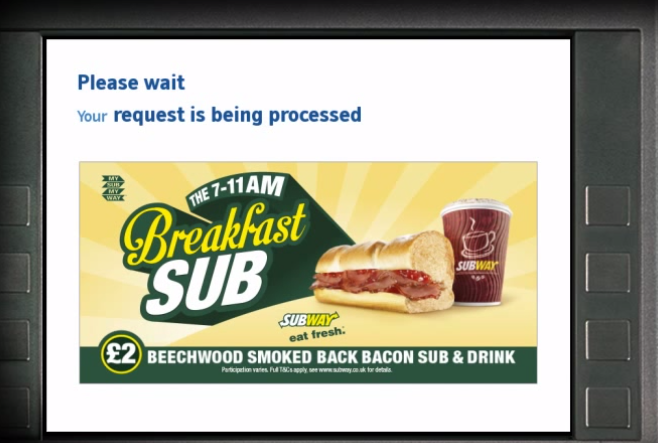 Please wait
Your request is being processed
MY
SUB
MY
WAY
THE 7-11AM
Breakfast
SUB
SUBWAY
SUBWAY
eat fresh.
£2 BEECHWOOD SMOKED BACK BACON SUB & DRINK
Participation varies. Full T&Cs apply, see www.subway.co.uk for details.